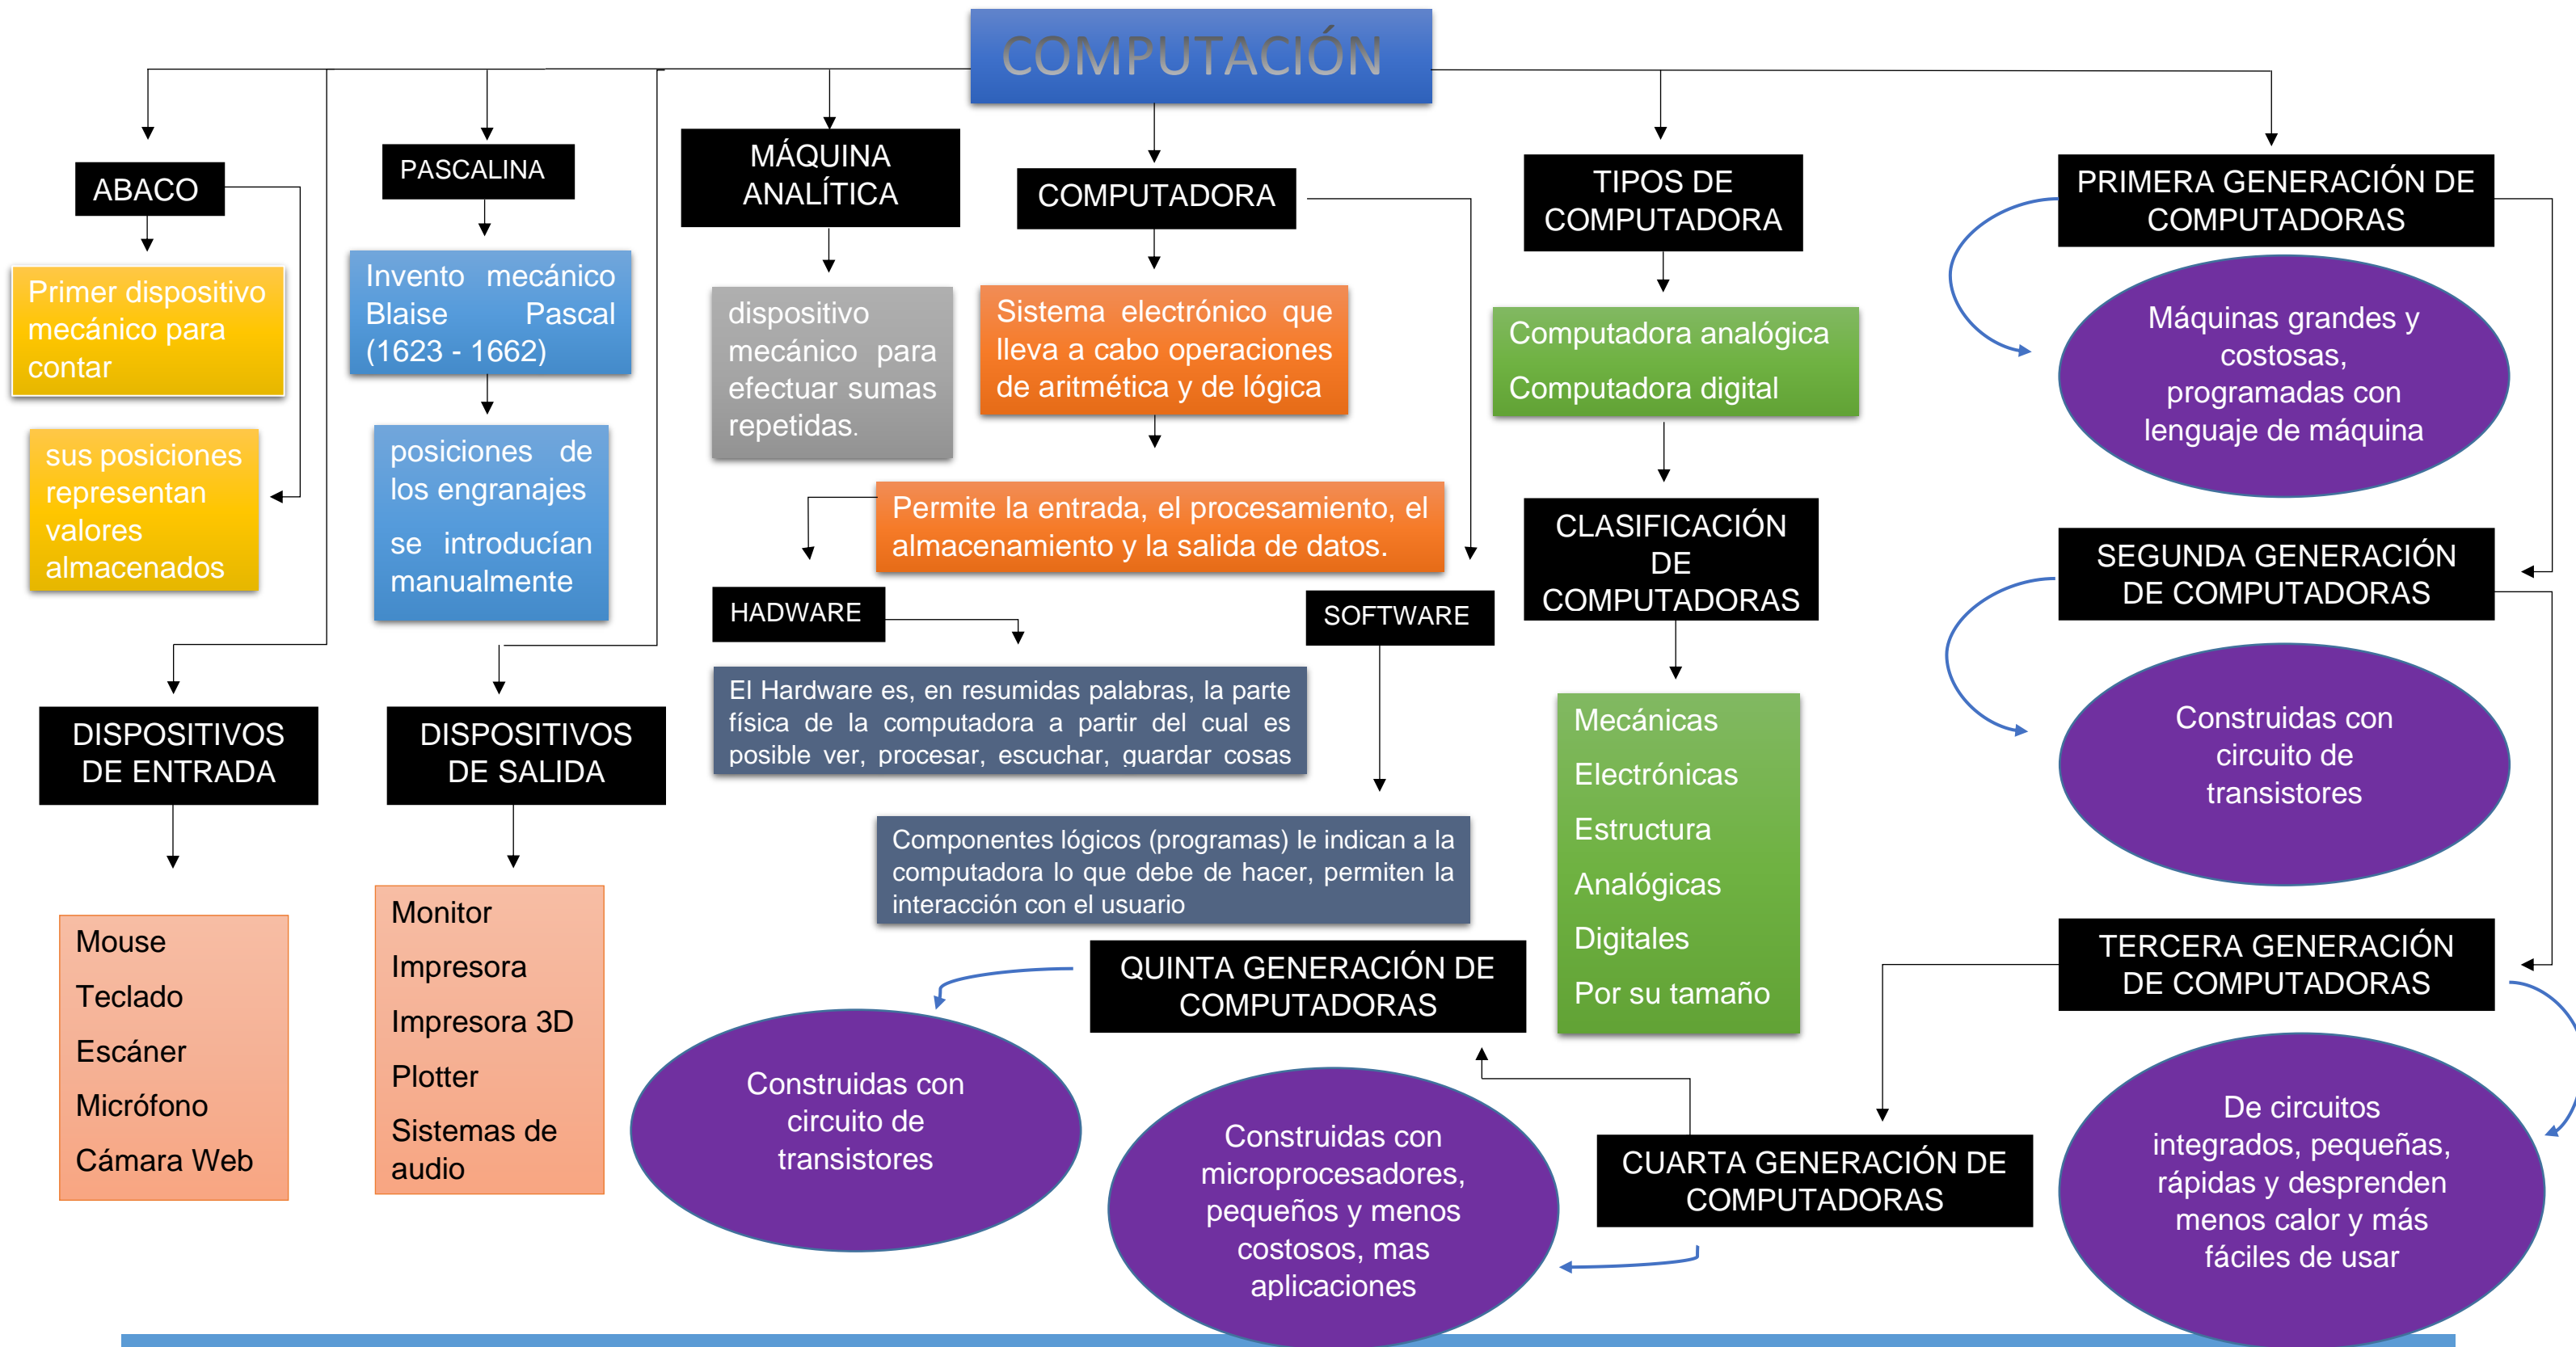 COMPUTACIÓN
ABACO
Primer dispositivo
mecánico para
contar
sus posiciones
representan
valores
almacenados
PASCALINA
Invento mecánico
Blaise Pascal
(1623 - 1662)
posiciones de
los engranajes
se introducían
manualmente
MÁQUINA
ANALÍTICA
dispositivo
mecánico para
efectuar sumas
repetidas.
COMPUTADORA
Sistema electrónico que
lleva a cabo operaciones
de aritmética y de lógica
Permite la entrada, el procesamiento, el
almacenamiento y la salida de datos.
HADWARE
El Hardware es, en resumidas palabras, la parte
física de la computadora a partir del cual es
posible ver, procesar, escuchar, guardar cosas
SOFTWARE
Componentes lógicos (programas) le indican a la
computadora lo que debe de hacer, permiten la
interacción con el usuario
TIPOS DE
COMPUTADORA
Computadora analógica
Computadora digital
CLASIFICACIÓN
DE
COMPUTADORAS
Mecánicas
Electrónicas
Estructura
Analógicas
Digitales
Por su tamaño
DISPOSITIVOS
DE ENTRADA
Mouse
Teclado
Escáner
Micrófono
Cámara Web
DISPOSITIVOS
DE SALIDA
Monitor
Impresora
Impresora 3D
Plotter
Sistemas de
audio
PRIMERA GENERACIÓN DE
COMPUTADORAS
Máquinas grandes y
costosas,
programadas con
lenguaje de máquina
SEGUNDA GENERACIÓN
DE COMPUTADORAS
Construidas con
circuito de
transistores
TERCERA GENERACIÓN
DE COMPUTADORAS
De circuitos
integrados, pequeñas,
rápidas y desprenden
menos calor y más
fáciles de usar
CUARTA GENERACIÓN DE
COMPUTADORAS
Construidas con
microprocesadores,
pequeños y menos
costosos, mas
aplicaciones
QUINTA GENERACIÓN DE
COMPUTADORAS
Construidas con
circuito de
transistores